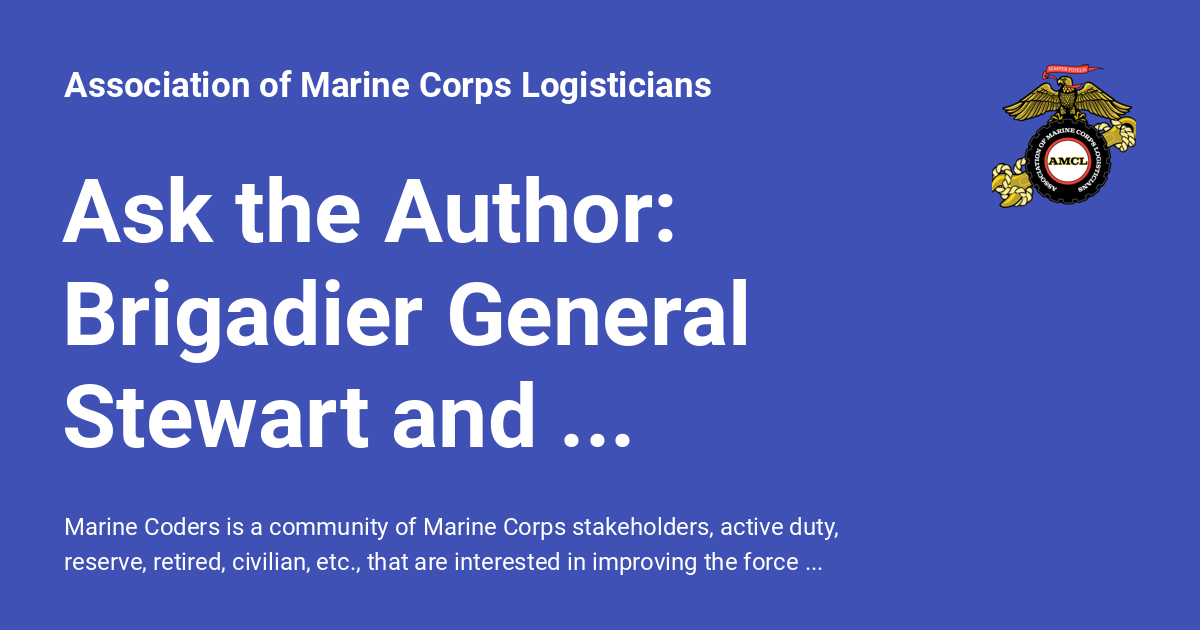 Association of Marine Corps Logisticians
SEMPER FIDELIS
ASSOCIATION OF MARINE CORPS LOGISTICIANS
AMCL
Ask the Author:
Brigadier General
Stewart and ...
Marine Coders is a community of Marine Corps stakeholders, active duty,
reserve, retired, civilian, etc., that are interested in improving the force ...